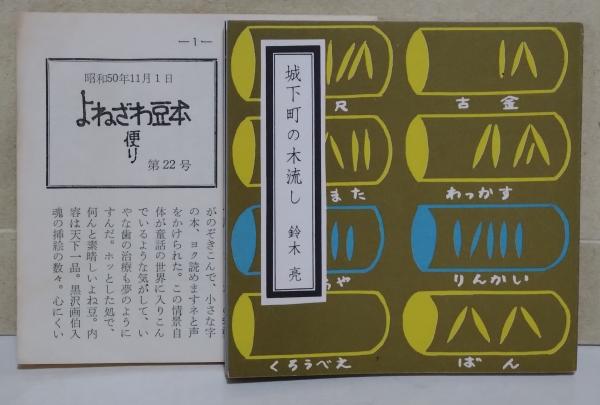 ―1―
昭和50年11月1日
よねざわ豆本
便り
第22号
がのぞきこんで、小さな字
の本、ヨク読めますネと声
をかけられた。この情景自
体が童話の世界に入りこん
でいるような気がして、い
やな歯の治療も夢のように
すんだ。ホッとした処で、
何んと素晴しいよね豆。内
容は天下一品。黒沢画伯入
魂の挿絵の数々。心にくい
城下町の木流し
鈴木 亮
尺
古金
また
わっかす
や
りんかい
くろうべえ
ばん